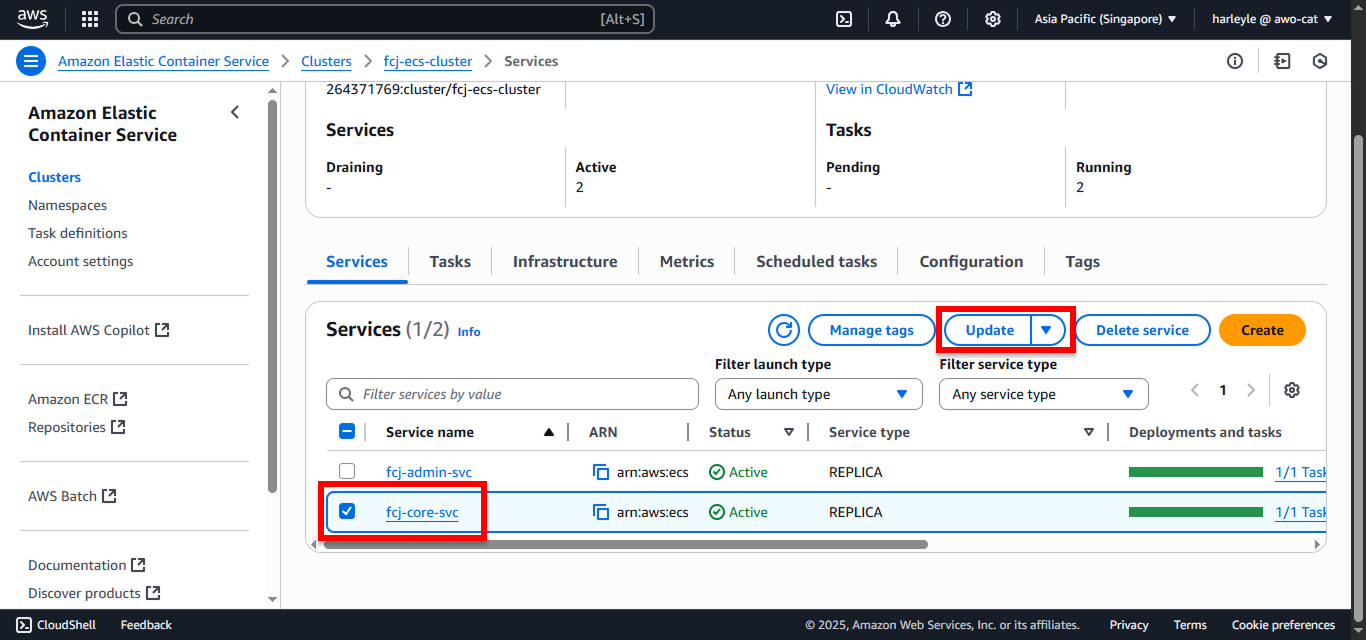 aws
Search [Alt+S]
Asia Pacific (Singapore)
harleyle @ awo-cat
Amazon Elastic Container Service
Clusters
fcj-ecs-cluster
Services
Amazon Elastic
Container Service
Clusters
Namespaces
Task definitions
Account settings
Install AWS Copilot
Amazon ECR
Repositories
AWS Batch
Documentation
Discover products
264371769:cluster/fcj-ecs-cluster
View in CloudWatch
Services
Tasks
Draining
-
Active
2
Pending
-
Running
2
Services
Tasks
Infrastructure
Metrics
Scheduled tasks
Configuration
Tags
Services (1/2) Info
Manage tags
Update
Delete service
Create
Filter launch type
Filter service type
Filter services by value
Any launch type
Any service type
1
Service name
ARN
Status
Service type
Deployments and tasks
fcj-admin-svc arn:aws:ecs Active REPLICA 1/1 Task
fcj-core-svc arn:aws:ecs Active REPLICA 1/1 Task
CloudShell
Feedback
© 2025, Amazon Web Services, Inc. or its affiliates.
Privacy
Terms
Cookie preferences